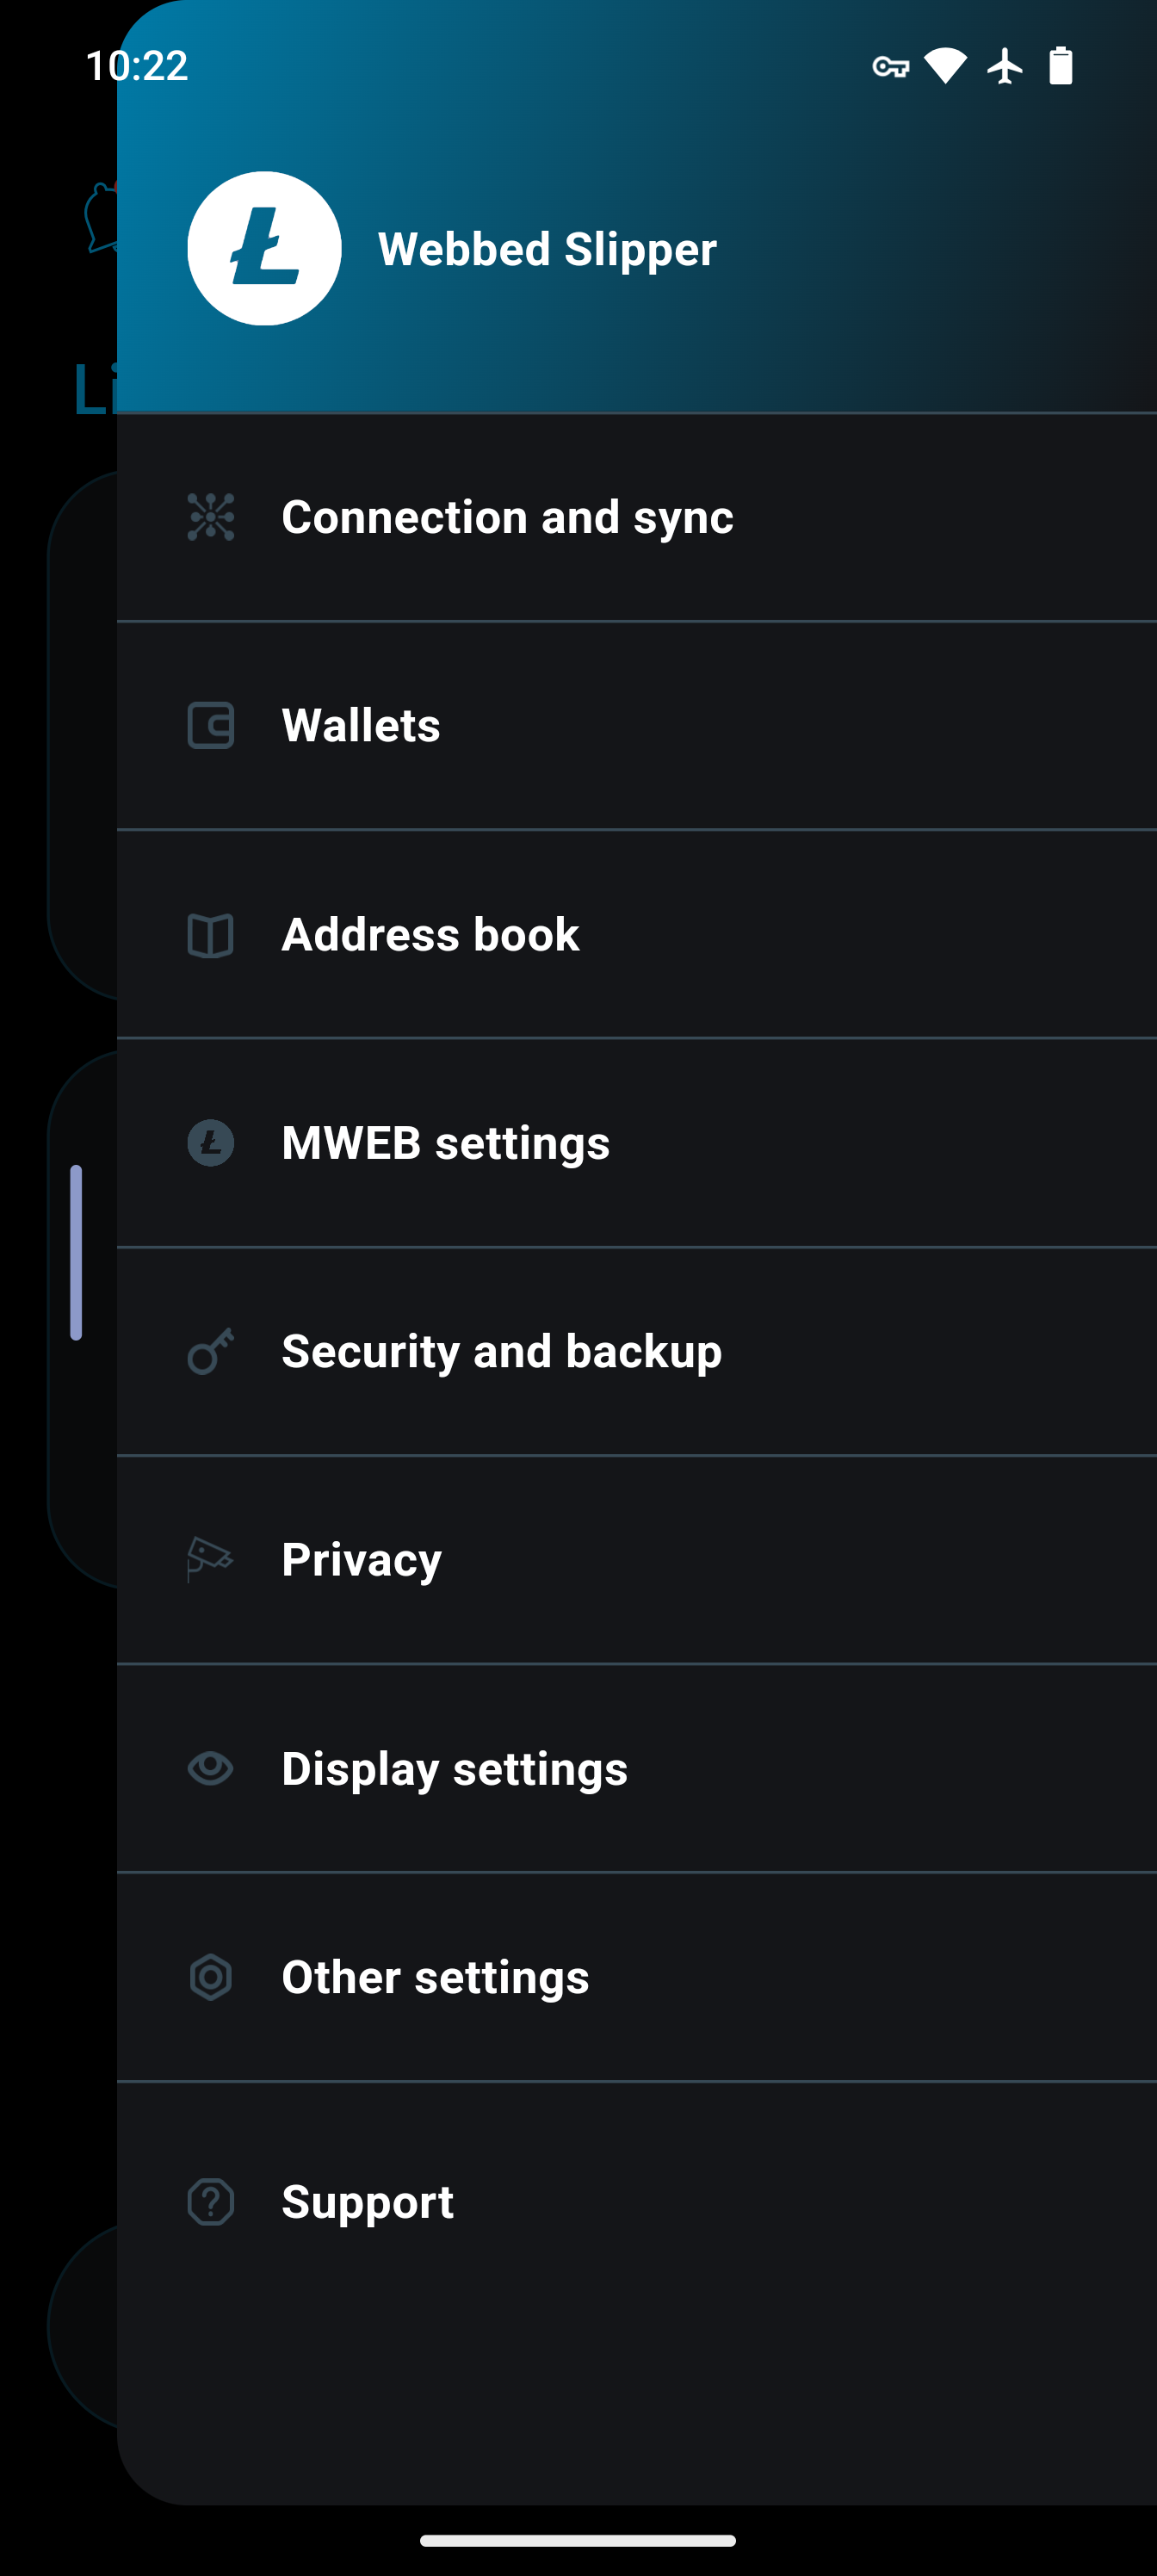 10:22
Webbed Slipper
Li
Connection and sync
Wallets
Address book
MWEB settings
Security and backup
Privacy
Display settings
Other settings
Support